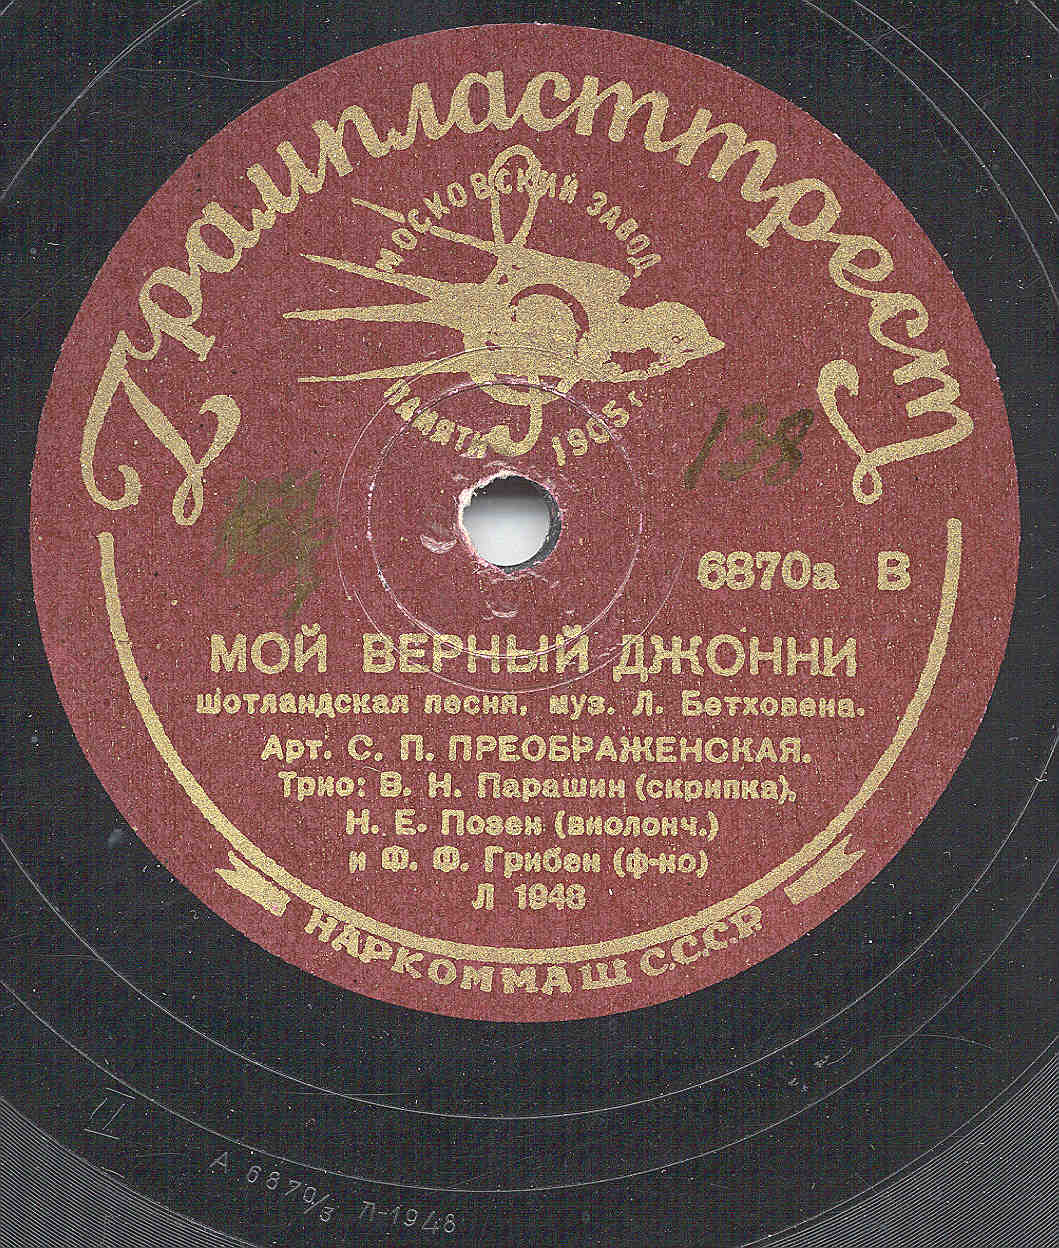 Грампласттрест
МОСКОВСКИЙ ЗАВОД
ПАМЯТИ 1905 г.
138
6870а В
МОЙ ВЕРНЫЙ ДЖОННИ
шотландская песня, муз. Л. Бетховена.
Арт. С. П. ПРЕОБРАЖЕНСКАЯ.
Трио: В. Н. Парашин (скрипка),
Н. Е. Позен (виолонч.)
и Ф. Ф. Грибен (ф-но)
Л 1948
НАРКОММАШ С.С.С.Р.
А 6870/3 Л-1948